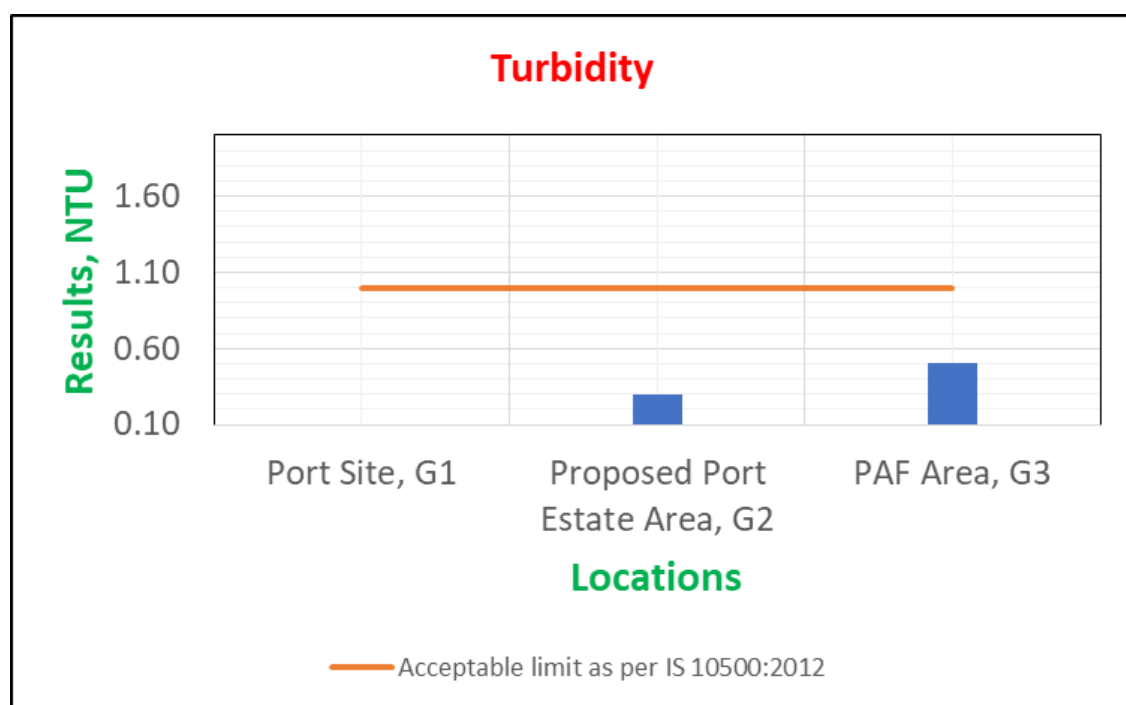 Turbidity
Results, NTU
1.60
1.10
0.60
0.10
Port Site, G1
Proposed Port
Estate Area, G2
PAF Area, G3
Locations
Acceptable limit as per IS 10500:2012